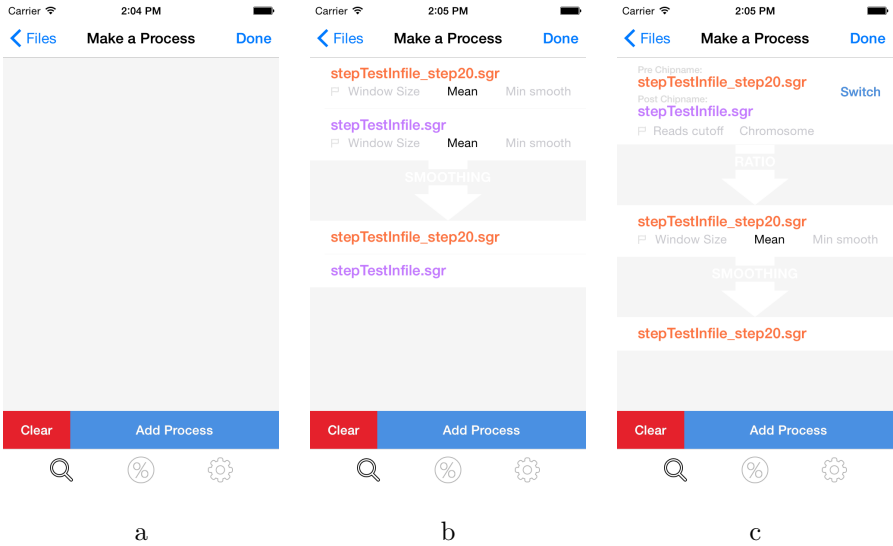 Carrier 2:04 PM
Files Make a Process Done
Clear Add Process
%
a
Carrier 2:05 PM
Files Make a Process Done
stepTestInfile_step20.sgr
Window Size Mean Min smooth
stepTestInfile.sgr
Window Size Mean Min smooth
SMOOTHING
stepTestInfile_step20.sgr
stepTestInfile.sgr
Clear Add Process
%
b
Carrier 2:05 PM
Files Make a Process Done
Pre Chipname:
stepTestInfile_step20.sgr
Switch
Post Chipname:
stepTestInfile.sgr
Reads cutoff Chromosome
RATIO
stepTestInfile_step20.sgr
Window Size Mean Min smooth
SMOOTHING
stepTestInfile_step20.sgr
Clear Add Process
%
c